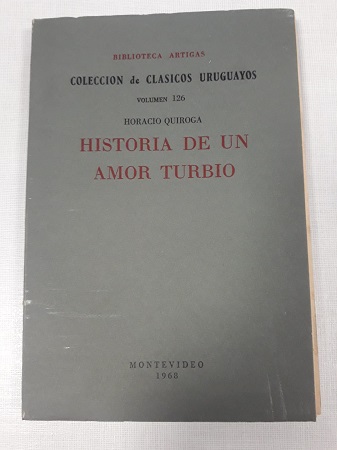 BIBLIOTECA ARTIGAS
COLECCION de CLASICOS URUGUAYOS
VOLUMEN 126
HORACIO QUIROGA
HISTORIA DE UN
AMOR TURBIO
MONTEVIDEO
1968